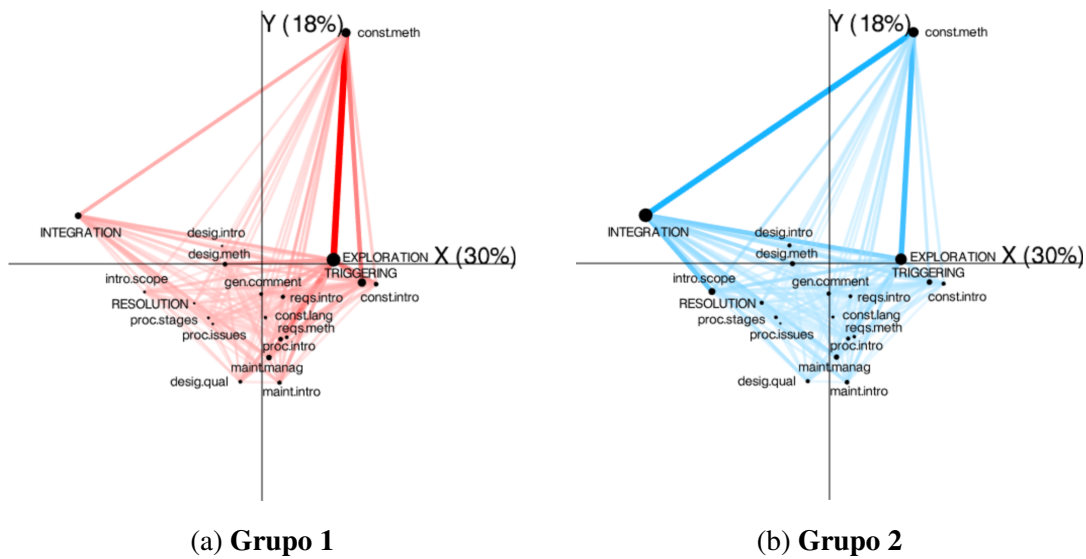 Y (18%)
const.meth
INTEGRATION
desig.intro
desig.meth
EXPLORATION
X (30%)
TRIGGERING
intro.scope
gen.comment
const.intro
RESOLUTION
reqs.intro
proc.stages
const.lang
proc.issues
reqs.meth
proc.intro
maint.manag
desig.qual
maint.intro
(a) Grupo 1
Y (18%)
const.meth
INTEGRATION
desig.intro
desig.meth
EXPLORATION
X (30%)
TRIGGERING
intro.scope
gen.comment
const.intro
RESOLUTION
reqs.intro
proc.stages
const.lang
proc.issues
reqs.meth
proc.intro
maint.manag
desig.qual
maint.intro
(b) Grupo 2